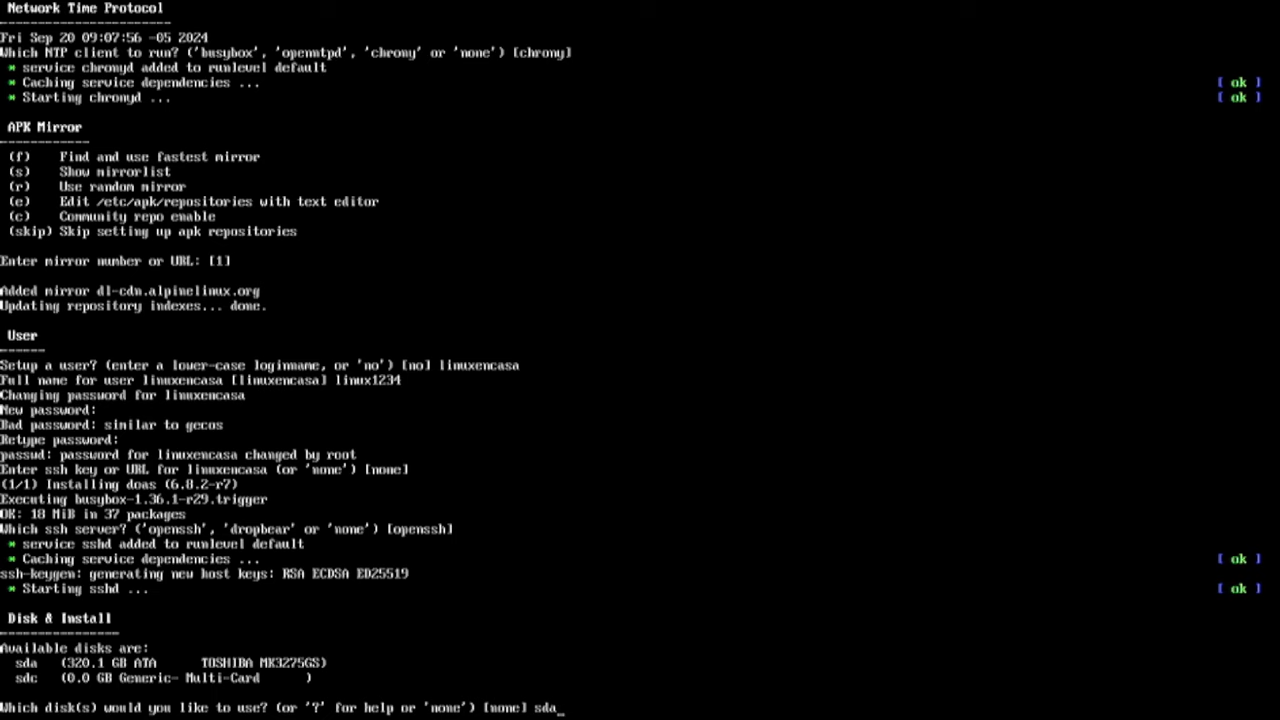 Network Time Protocol
----------------------
Fri Sep 20 09:07:56 -05 2024
Which NTP client to run? ('busybox', 'openntpd', 'chrony' or 'none') [chrony]
* service chronyd added to runlevel default
* Caching service dependencies ... [ ok ]
* Starting chronyd ... [ ok ]
APK Mirror
------------
(f) Find and use fastest mirror
(s) Show mirrorlist
(r) Use random mirror
(e) Edit /etc/apk/repositories with text editor
(c) Community repo enable
(skip) Skip setting up apk repositories
Enter mirror number or URL: [1]
Added mirror dl-cdn.alpinelinux.org
Updating repository indexes... done.
User
------
Setup a user? (enter a lower-case loginname, or 'no') [no] linuxencasa
Full name for user linuxencasa [linuxencasa] linux1234
Changing password for linuxencasa
New password:
Bad password: similar to gecos
Retype password:
passwd: password for linuxencasa changed by root
Enter ssh key or URL for linuxencasa (or 'none') [none]
(1/1) Installing doas (6.8.2-r7)
Executing busybox-1.36.1-r29.trigger
OK: 18 MiB in 37 packages
Which ssh server? ('openssh', 'dropbear' or 'none') [openssh]
* service sshd added to runlevel default
* Caching service dependencies ... [ ok ]
ssh-keygen: generating new host keys: RSA ECDSA ED25519
* Starting sshd ... [ ok ]
Disk & Install
----------------
Available disks are:
sda (320.1 GB ATA TOSHIBA MK3275GS)
sdc (0.0 GB Generic- Multi-Card )
Which disk(s) would you like to use? (or '?' for help or 'none') [none] sda_